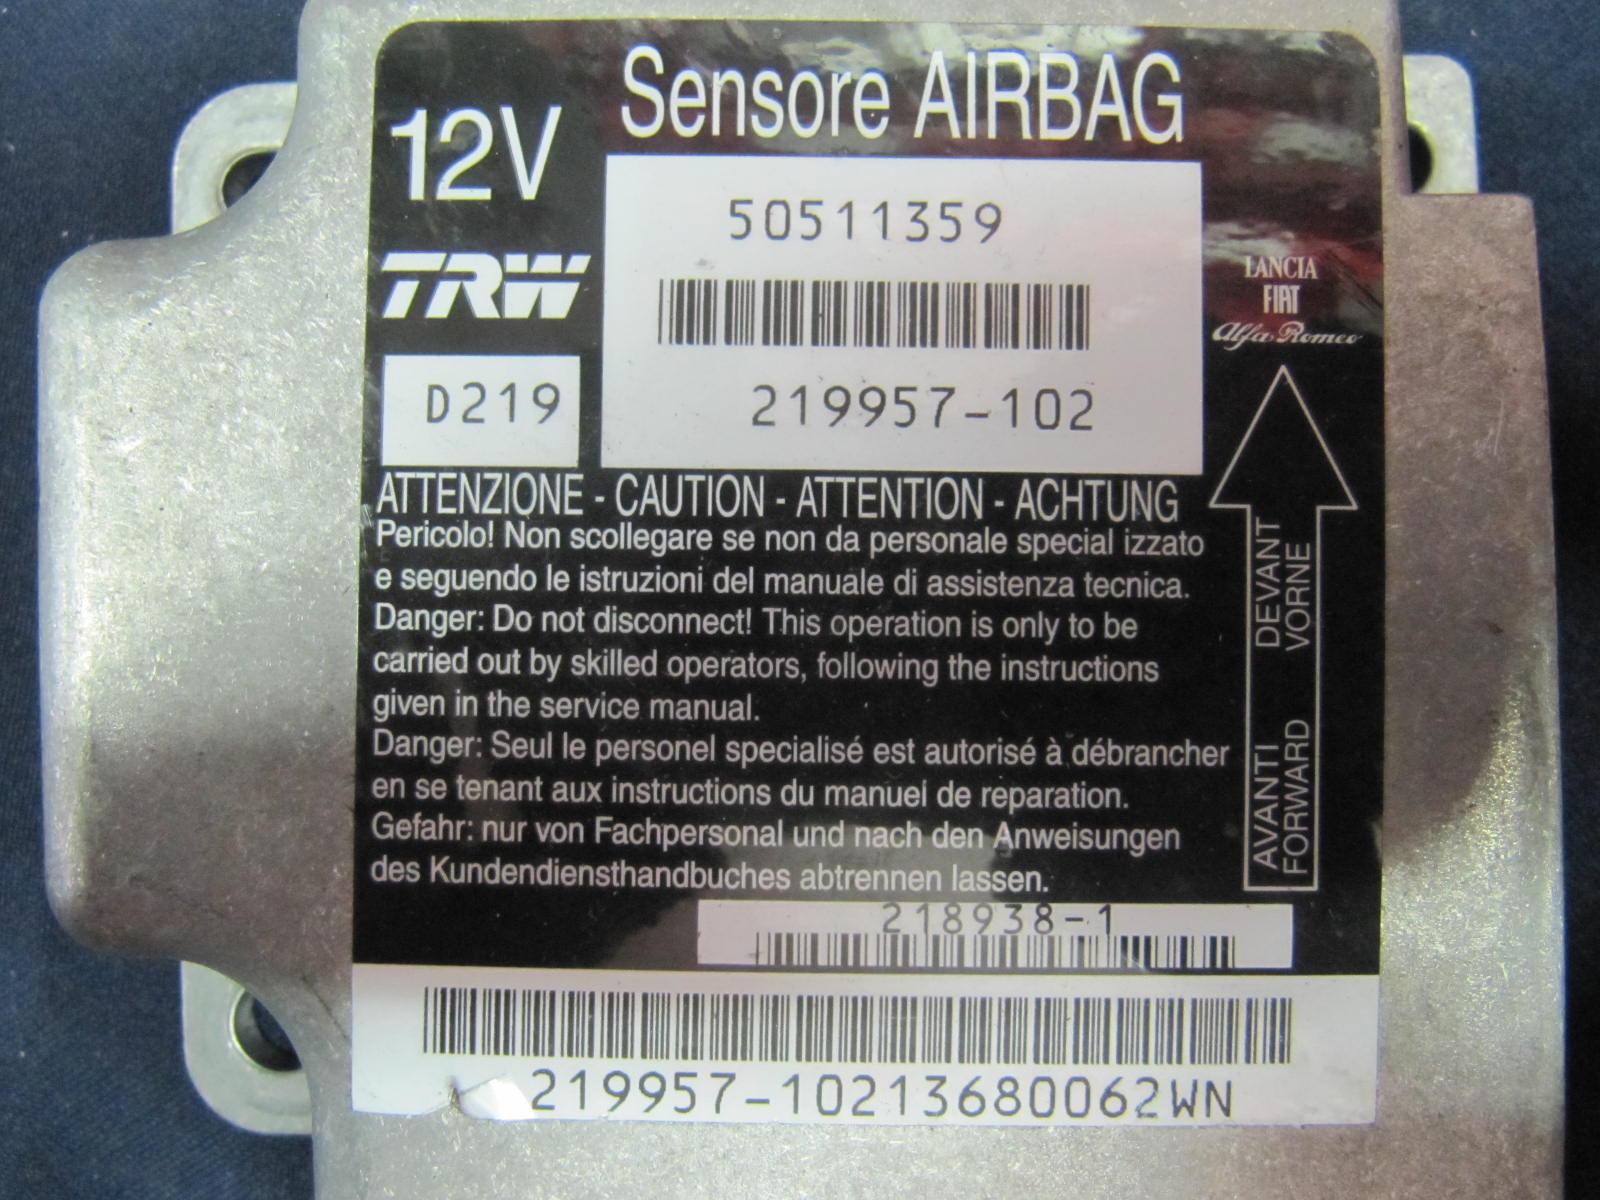 Sensore AIRBAG
12V
50511359
TRW
LANCIA
FIAT
Alfa Romeo
D219
219957-102
ATTENZIONE - CAUTION - ATTENTION - ACHTUNG
Pericolo! Non scollegare se non da personale special izzato
e seguendo le istruzioni del manuale di assistenza tecnica.
Danger: Do not disconnect! This operation is only to be
carried out by skilled operators, following the instructions
given in the service manual.
Danger: Seul le personel specialisé est autorisé à débrancher
en se tenant aux instructions du manuel de reparation.
Gefahr: nur von Fachpersonal und nach den Anweisungen
des Kundendiensthandbuches abtrennen lassen.
AVANTI DEVANT
FORWARD VORNE
218938-1
219957-10213680062WN